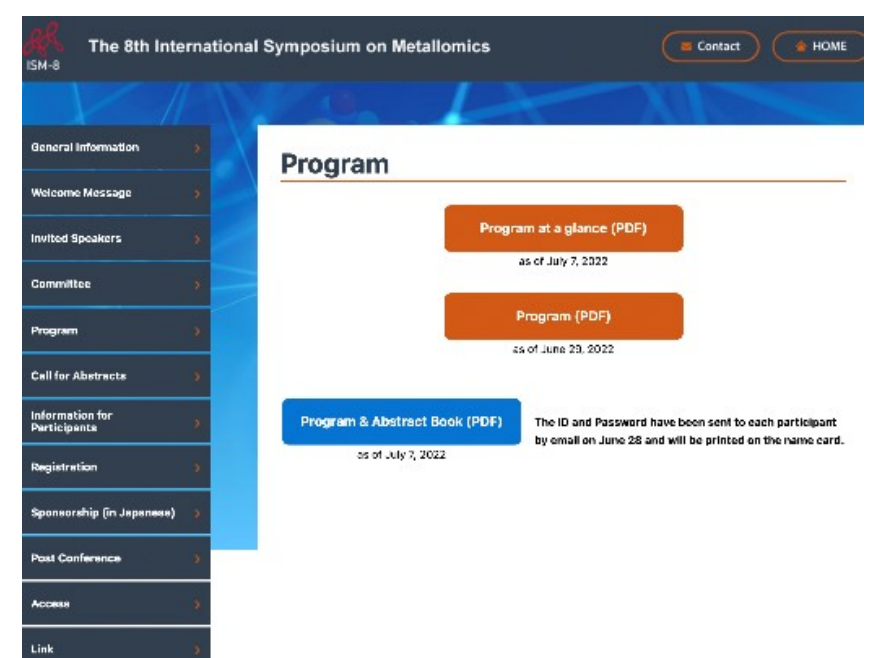 ISM-8
The 8th International Symposium on Metallomics
Contact
HOME
General Information
Welcome Message
Invited Speakers
Committee
Program
Call for Abstracts
Information for
Participants
Registration
Sponsorship (in Japanese)
Post Conference
Access
Link
Program
Program at a glance (PDF)
as of July 7, 2022
Program (PDF)
as of June 29, 2022
Program & Abstract Book (PDF)
as of July 7, 2022
The ID and Password have been sent to each participant
by email on June 28 and will be printed on the name card.